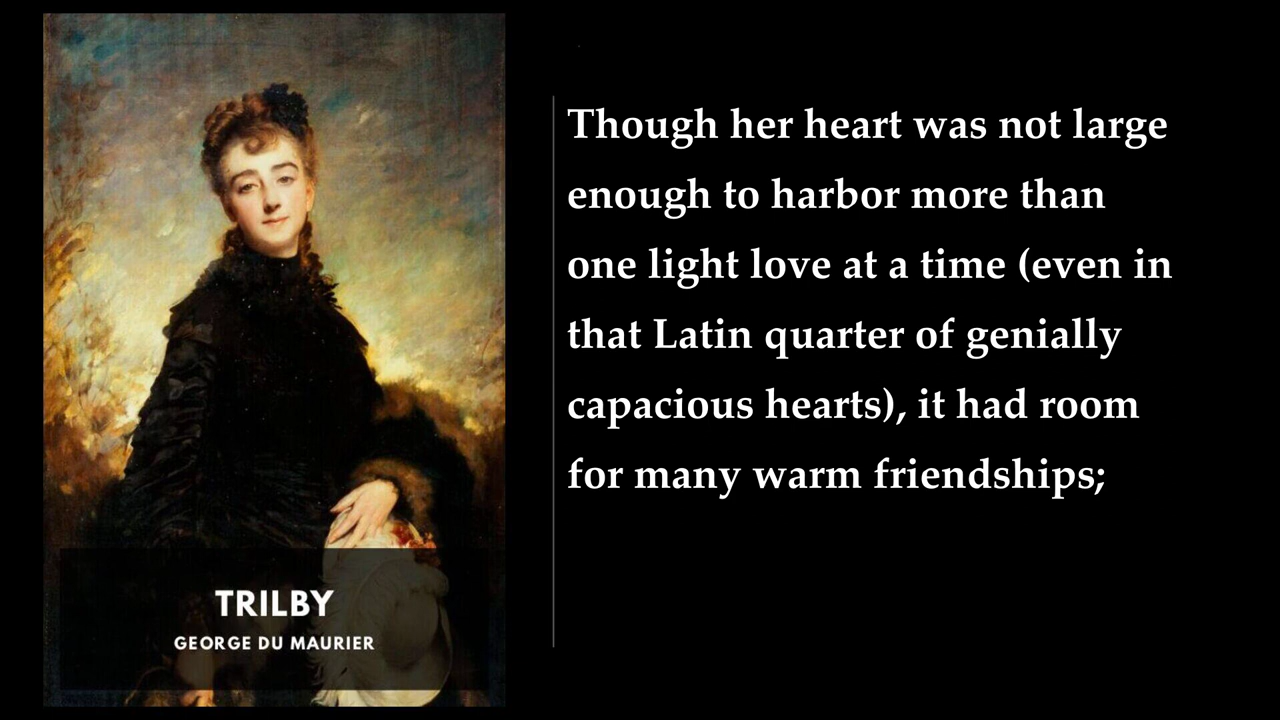 Though her heart was not large
enough to harbor more than
one light love at a time (even in
that Latin quarter of genially
capacious hearts), it had room
for many warm friendships;
TRILBY
GEORGE DU MAURIER